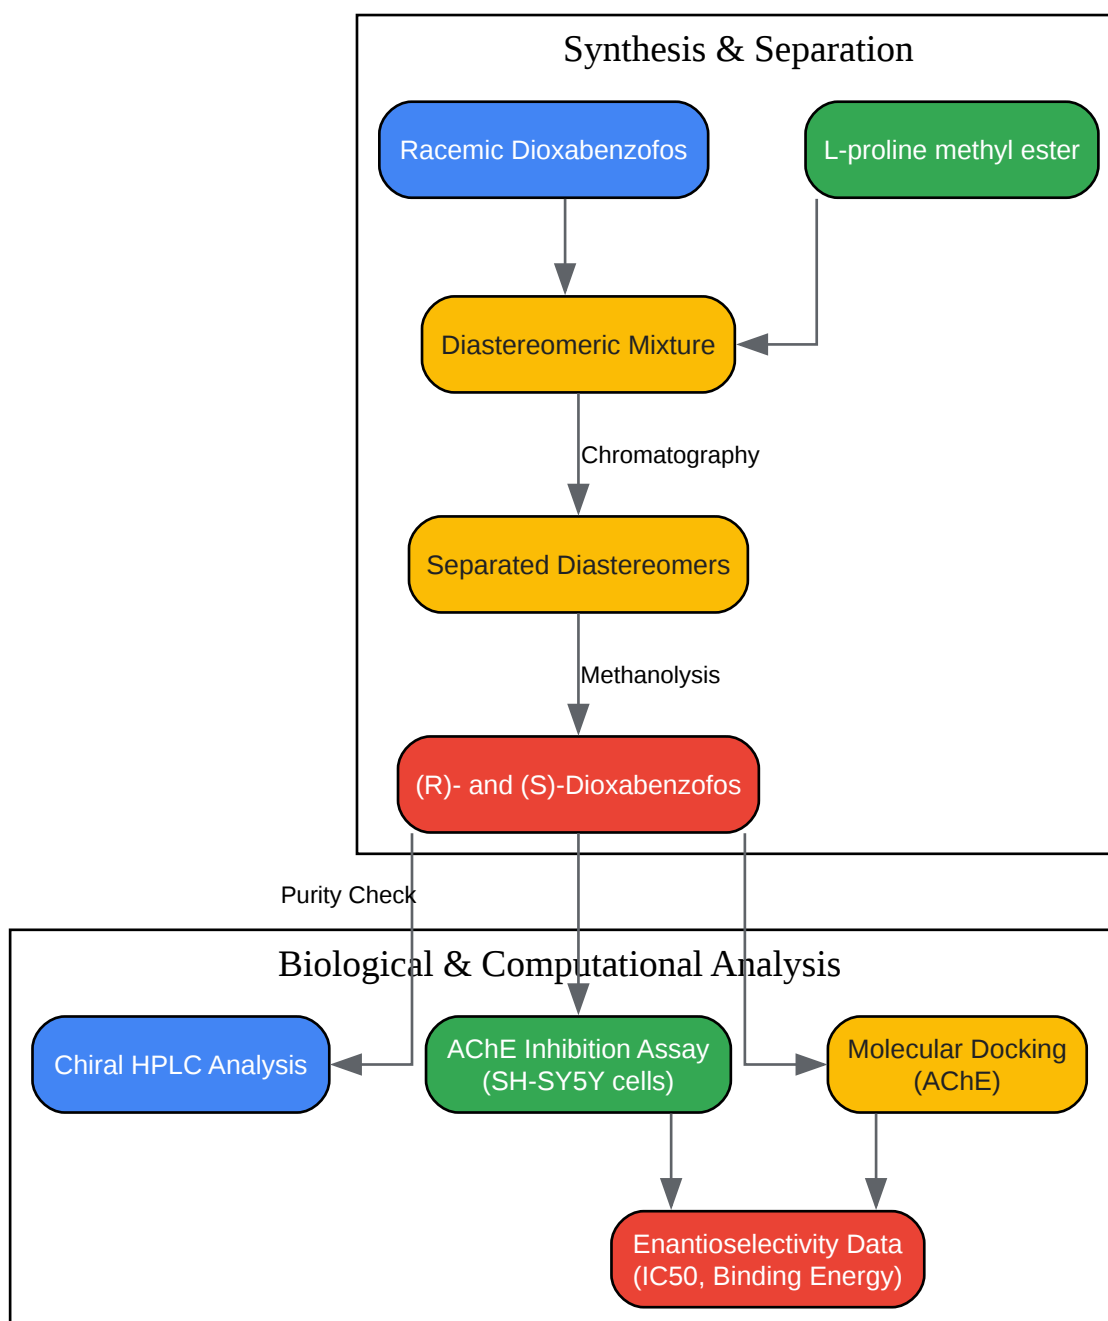 Synthesis & Separation
Racemic Dioxabenzofos
L-proline methyl ester
Diastereomeric Mixture
Chromatography
Separated Diastereomers
Methanolysis
(R)- and (S)-Dioxabenzofos
Purity Check
Biological & Computational Analysis
Chiral HPLC Analysis
AChE Inhibition Assay
(SH-SY5Y cells)
Molecular Docking
(AChE)
Enantioselectivity Data
(IC50, Binding Energy)